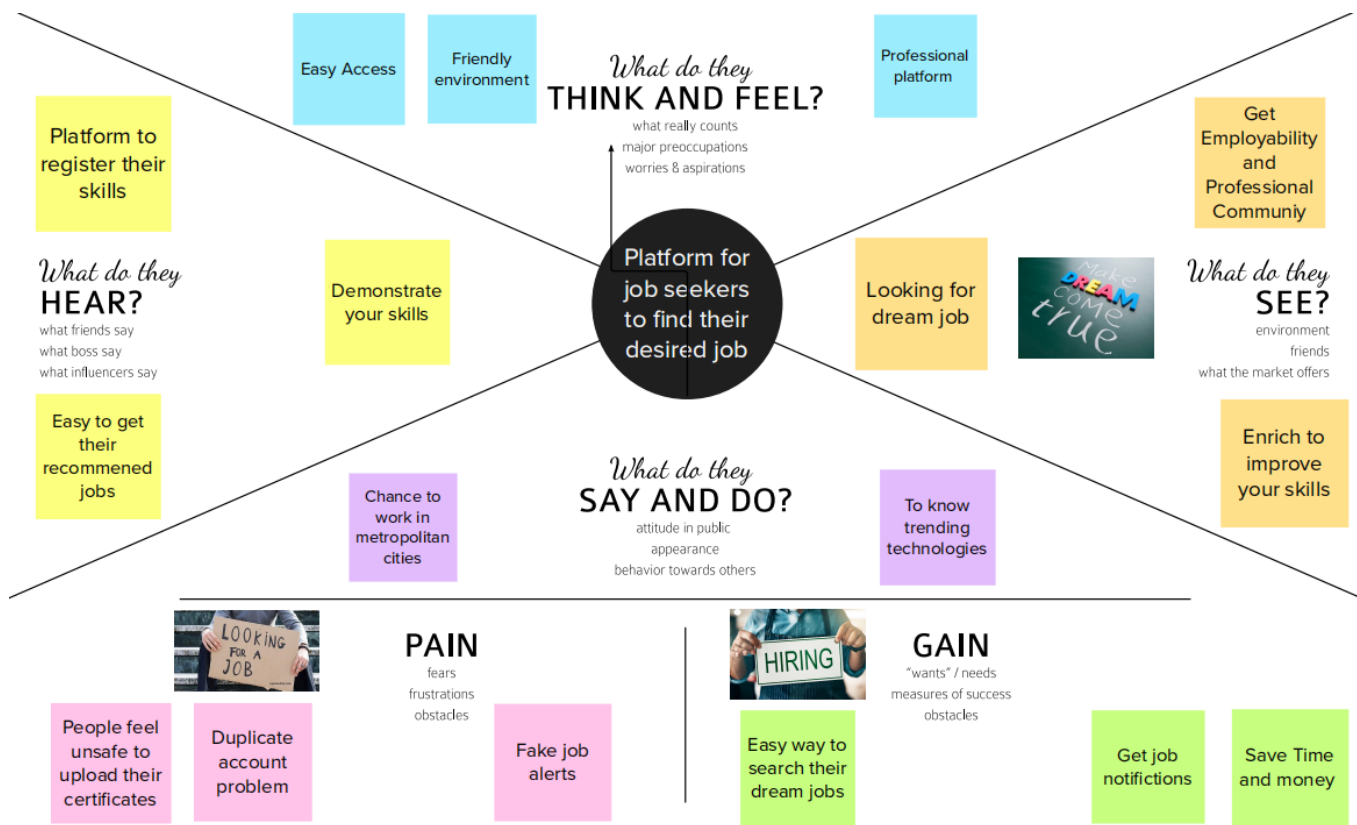 Easy Access
Friendly
environment
What do they
THINK AND FEEL?
what really counts
major preoccupations
worries & aspirations
Professional
platform
Platform to
register their
skills
What do they
HEAR?
what friends say
what boss say
what influencers say
Demonstrate
your skills
Easy to get
their
recommened
jobs
Platform for
job seekers
to find their
desired job
Get
Employability
and
Professional
Communiy
Looking for
dream job
Make
DREAM
come
true
What do they
SEE?
environment
friends
what the market offers
Enrich to
improve
your skills
Chance to
work in
metropolitan
cities
What do they
SAY AND DO?
attitude in public
appearance
behavior towards others
To know
trending
technologies
LOOKING
FOR A
JOB
PAIN
fears
frustrations
obstacles
People feel
unsafe to
upload their
certificates
Duplicate
account
problem
Fake job
alerts
HIRING
GAIN
“wants” / needs
measures of success
obstacles
Easy way to
search their
dream jobs
Get job
notifictions
Save Time
and money